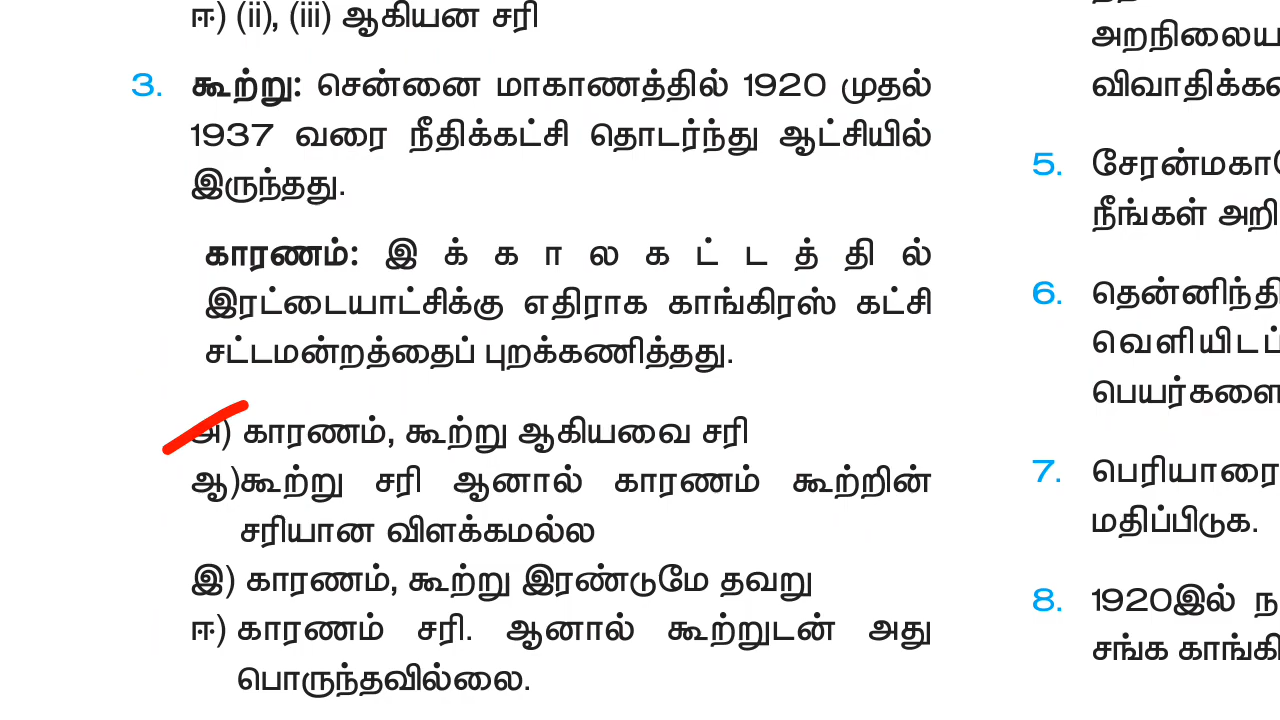 ஈ) (ii), (iii) ஆகியன சரி
3. கூற்று: சென்னை மாகாணத்தில் 1920 முதல்
1937 வரை நீதிக்கட்சி தொடர்ந்து ஆட்சியில்
இருந்தது.
காரணம்: இக்காலகட்டத்தில்
இரட்டையாட்சிக்கு எதிராக காங்கிரஸ் கட்சி
சட்டமன்றத்தைப் புறக்கணித்தது.
அ) காரணம், கூற்று ஆகியவை சரி
ஆ)கூற்று சரி ஆனால் காரணம் கூற்றின்
சரியான விளக்கமல்ல
இ) காரணம், கூற்று இரண்டுமே தவறு
ஈ) காரணம் சரி. ஆனால் கூற்றுடன் அது
பொருந்தவில்லை.
அறநிலைய
விவாதிக்க
5. சேரன்மகா
நீங்கள் அறி
6. தென்னிந்தி
வெளியிடப்
பெயர்களை
7. பெரியாரை
மதிப்பிடுக.
8. 1920இல் ந
சங்க காங்கி